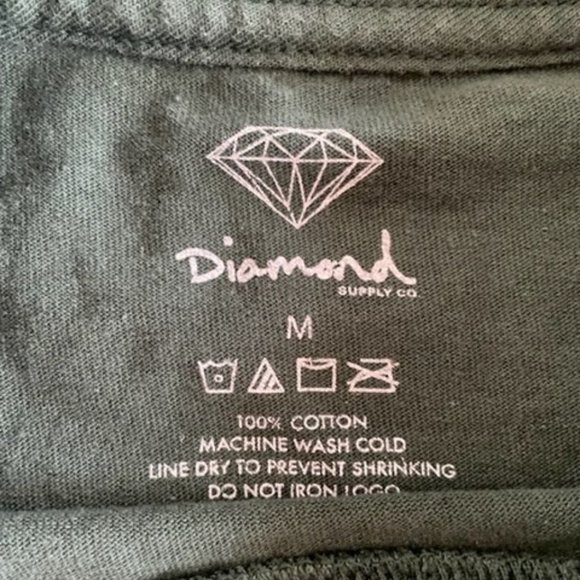 Diamond
SUPPLY CO.
M
100% COTTON
MACHINE WASH COLD
LINE DRY TO PREVENT SHRINKING
DO NOT IRON LOGO